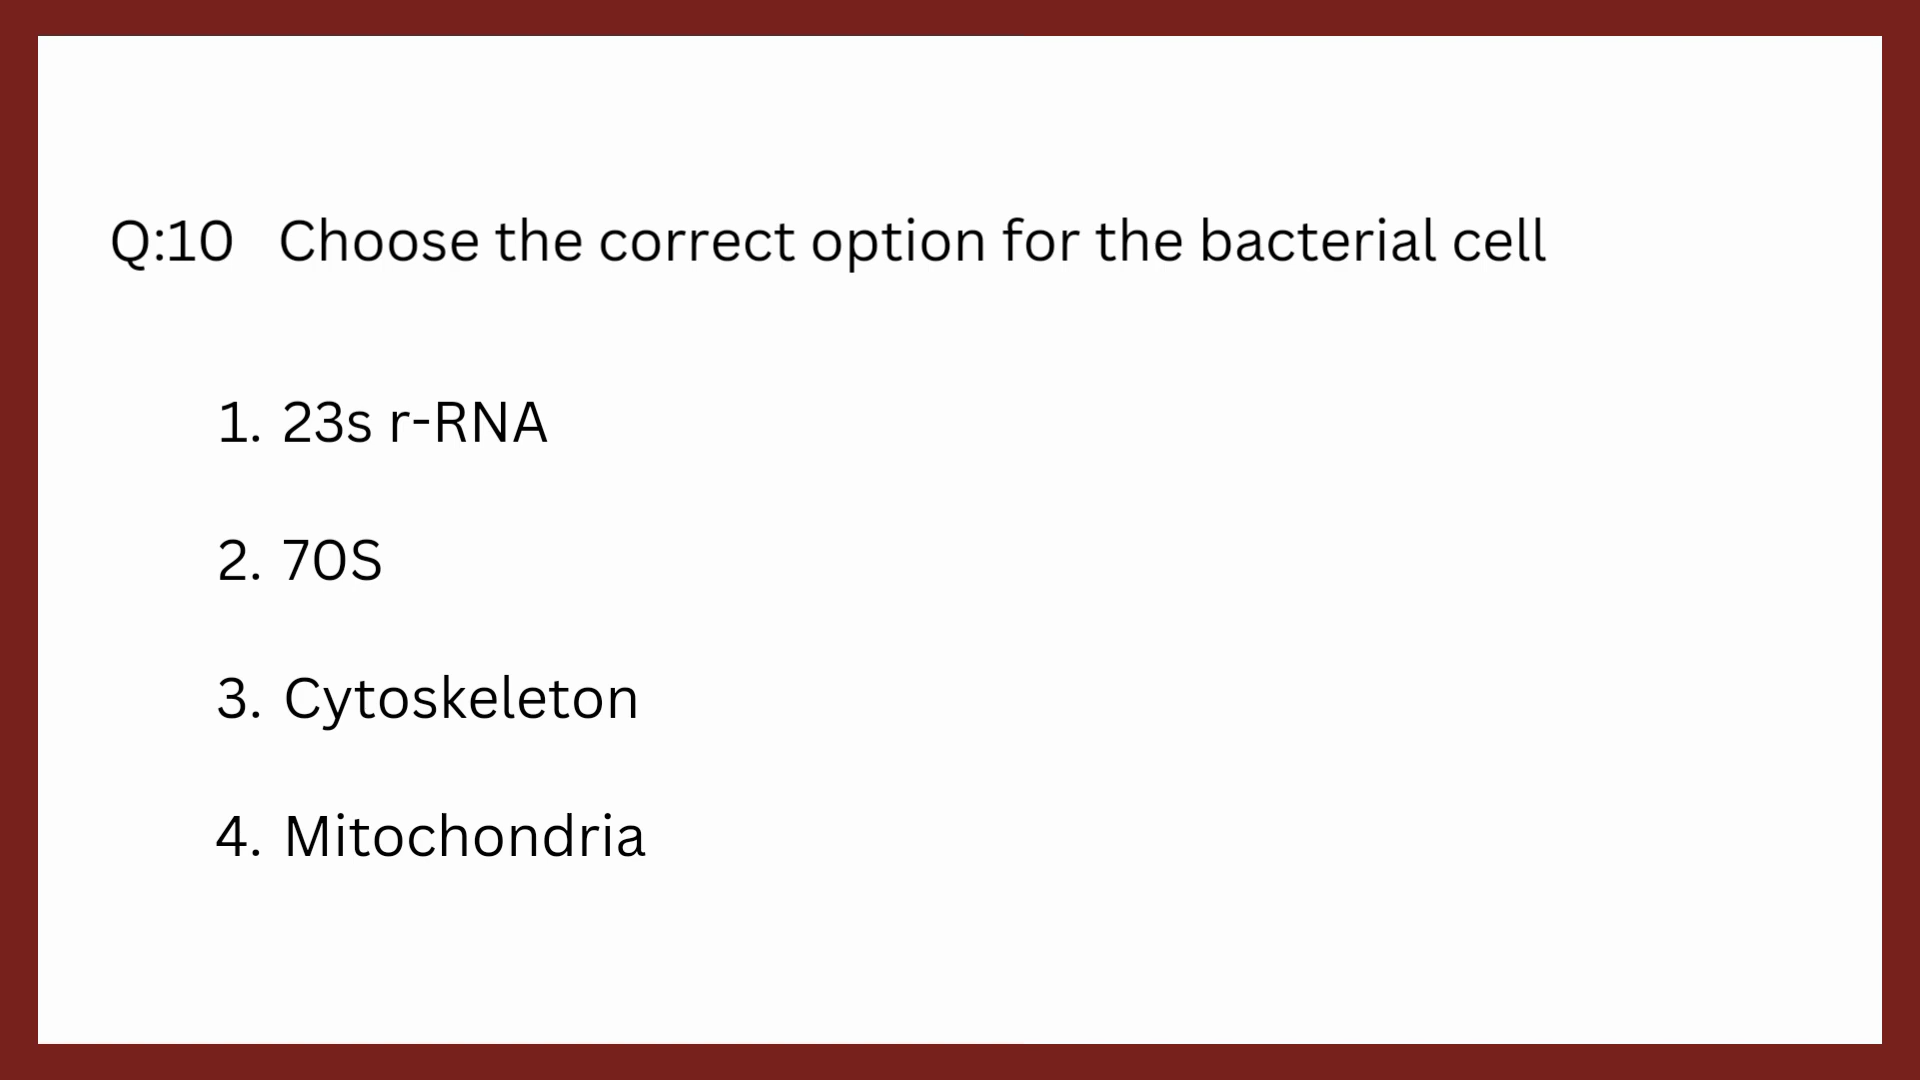 Q:10 Choose the correct option for the bacterial cell
1. 23s r-RNA
2. 70S
3. Cytoskeleton
4. Mitochondria